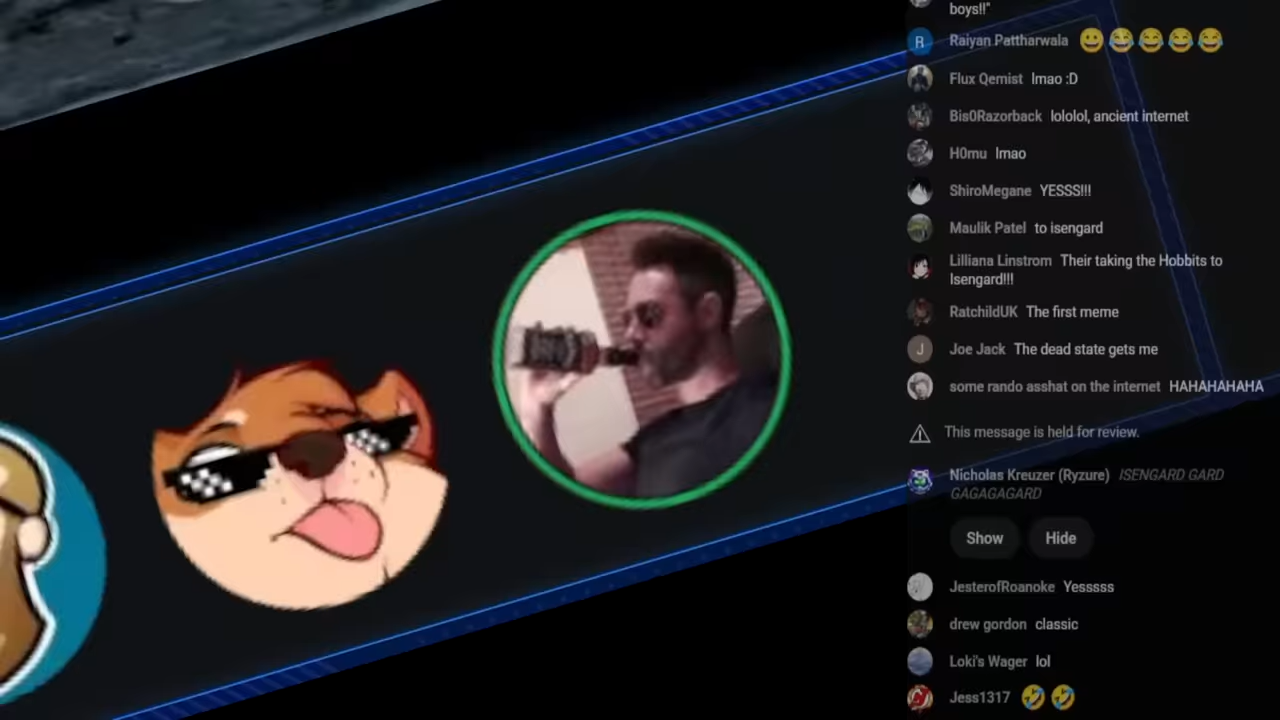 boys!!"
R Raiyan Pattharwala 😀😂😂😂😂
Flux Qemist lmao :D
Bis0Razorback lololol, ancient internet
H0mu lmao
ShiroMegane YESSS!!!
Maulik Patel to isengard
Lilliana Linstrom Their taking the Hobbits to
Isengard!!!
RatchildUK The first meme
J Joe Jack The dead state gets me
some rando asshat on the internet HAHAHAHAHA
This message is held for review.
Nicholas Kreuzer (Ryzure) ISENGARD GARD
GAGAGAGARD
Show Hide
JesterofRoanoke Yesssss
drew gordon classic
Loki's Wager lol
Jess1317 🤣🤣